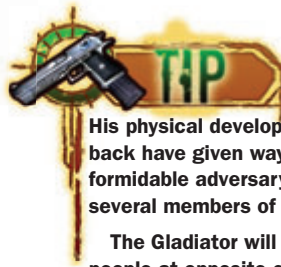 TIP
His physical develop
back have given way
formidable adversary
several members of
The Gladiator will